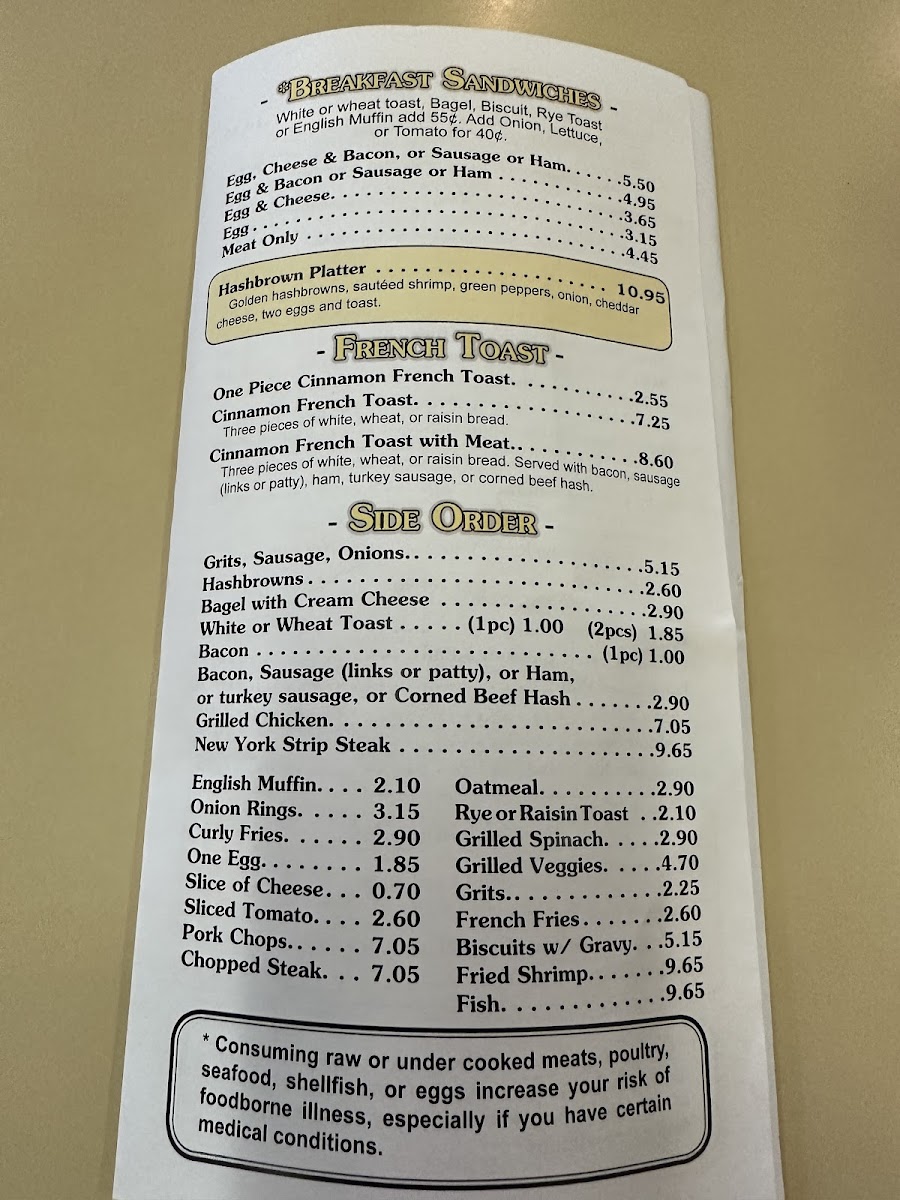 - *Breakfast Sandwiches -
White or wheat toast, Bagel, Biscuit, Rye Toast
or English Muffin add 55¢. Add Onion, Lettuce,
or Tomato for 40¢.
Egg, Cheese & Bacon, or Sausage or Ham. . . . . .5.50
Egg & Bacon or Sausage or Ham . . . . . . . . . . .4.95
Egg & Cheese. . . . . . . . . . . . . . . . . . . . . . . .3.65
Egg. . . . . . . . . . . . . . . . . . . . . . . . . . . . . .3.15
Meat Only . . . . . . . . . . . . . . . . . . . . . . . . . .4.45
Hashbrown Platter . . . . . . . . . . . . . . . . . . 10.95
Golden hashbrowns, sautéed shrimp, green peppers, onion, cheddar
cheese, two eggs and toast.
- French Toast -
One Piece Cinnamon French Toast. . . . . . . . . .2.55
Cinnamon French Toast. . . . . . . . . . . . . . . . . .7.25
Three pieces of white, wheat, or raisin bread.
Cinnamon French Toast with Meat.. . . . . . . . . .8.60
Three pieces of white, wheat, or raisin bread. Served with bacon, sausage
(links or patty), ham, turkey sausage, or corned beef hash.
- Side Order -
Grits, Sausage, Onions.. . . . . . . . . . . . . . . . . .5.15
Hashbrowns . . . . . . . . . . . . . . . . . . . . . . . . . .2.60
Bagel with Cream Cheese . . . . . . . . . . . . . . . .2.90
White or Wheat Toast . . . . . (1pc) 1.00 (2pcs) 1.85
Bacon . . . . . . . . . . . . . . . . . . . . . . . . . . . (1pc) 1.00
Bacon, Sausage (links or patty), or Ham,
or turkey sausage, or Corned Beef Hash . . . . . . .2.90
Grilled Chicken. . . . . . . . . . . . . . . . . . . . . . . . .7.05
New York Strip Steak . . . . . . . . . . . . . . . . . . . .9.65
English Muffin. . . . 2.10
Onion Rings. . . . . . 3.15
Curly Fries. . . . . . . 2.90
One Egg. . . . . . . . 1.85
Slice of Cheese. . . 0.70
Sliced Tomato. . . . 2.60
Pork Chops.. . . . . . 7.05
Chopped Steak. . . 7.05
Oatmeal. . . . . . . . . .2.90
Rye or Raisin Toast . .2.10
Grilled Spinach. . . . .2.90
Grilled Veggies. . . . .4.70
Grits.. . . . . . . . . . . .2.25
French Fries . . . . . . .2.60
Biscuits w/ Gravy. . .5.15
Fried Shrimp. . . . . . .9.65
Fish. . . . . . . . . . . . .9.65
* Consuming raw or under cooked meats, poultry,
seafood, shellfish, or eggs increase your risk of
foodborne illness, especially if you have certain
medical conditions.